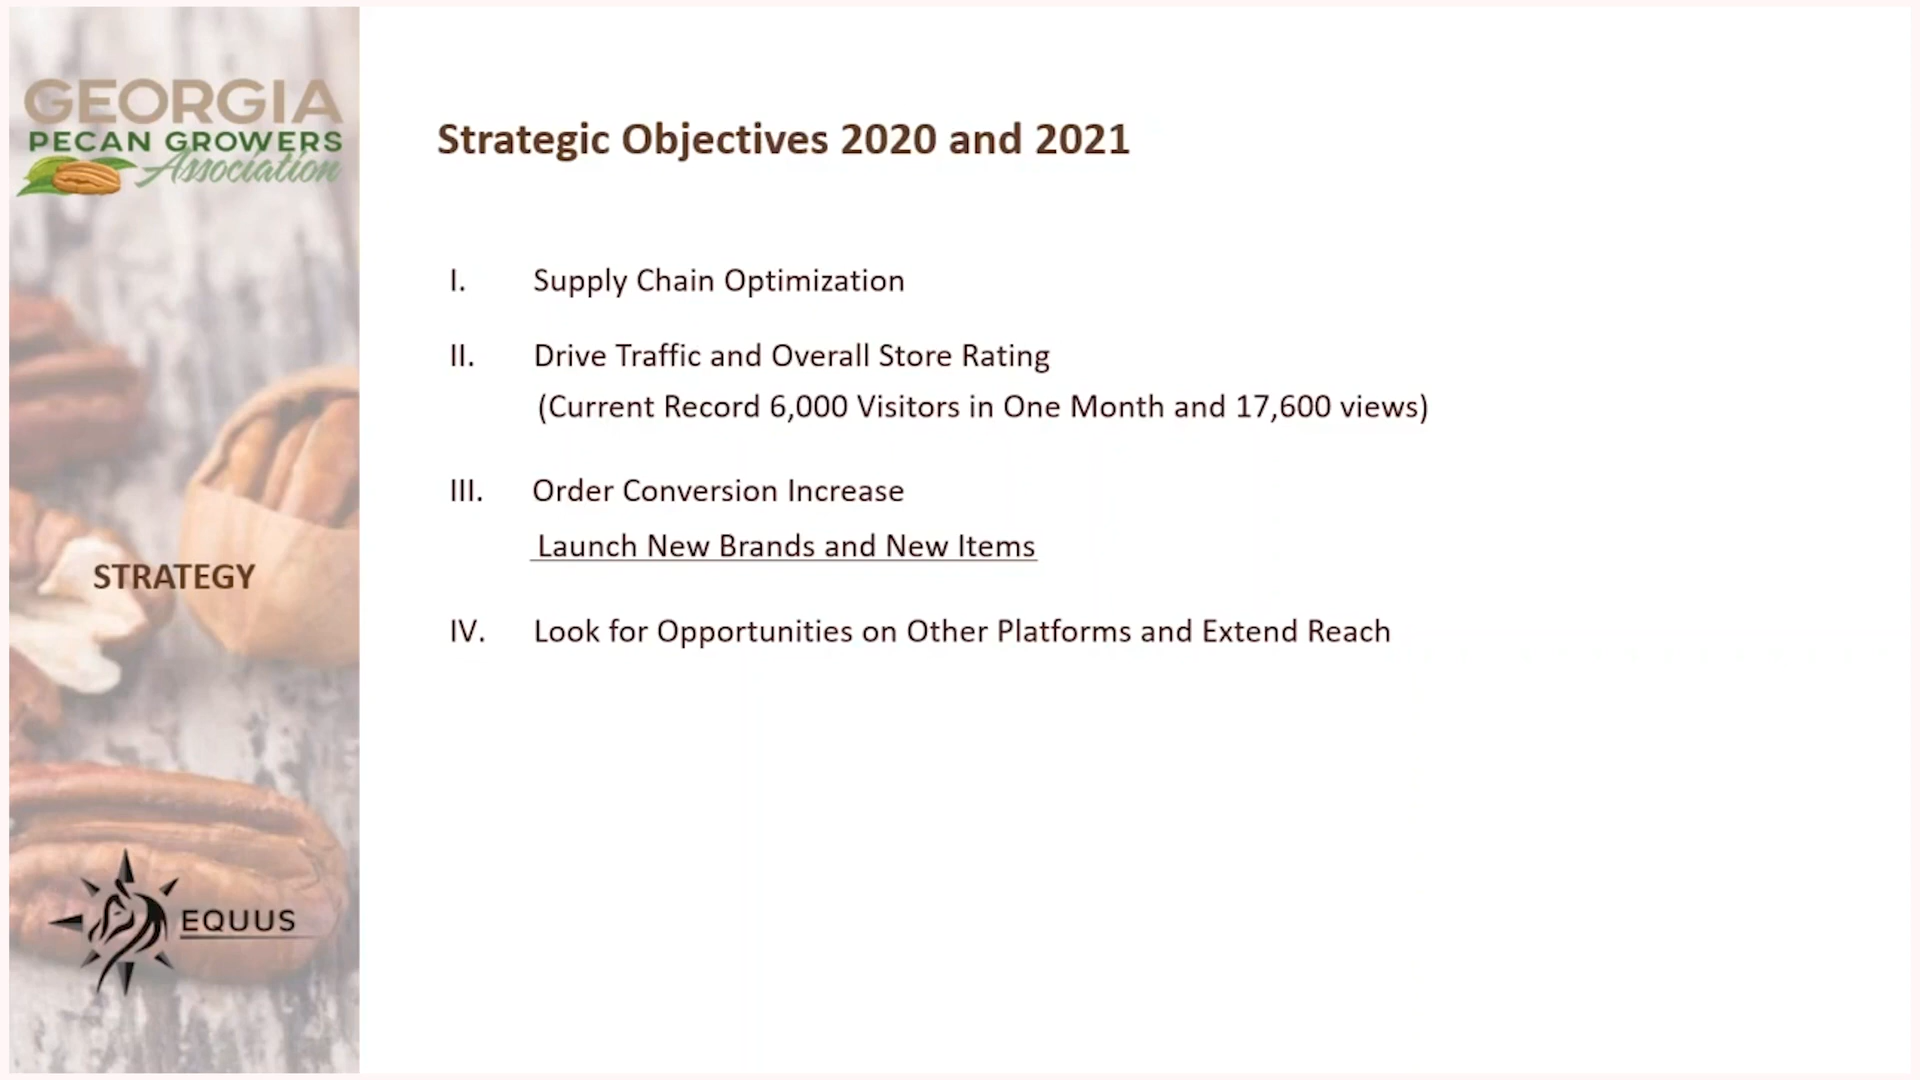 GEORGIA
PECAN GROWERS
Association
STRATEGY
EQUUS
Strategic Objectives 2020 and 2021
I. Supply Chain Optimization
II. Drive Traffic and Overall Store Rating
(Current Record 6,000 Visitors in One Month and 17,600 views)
III. Order Conversion Increase
Launch New Brands and New Items
IV. Look for Opportunities on Other Platforms and Extend Reach